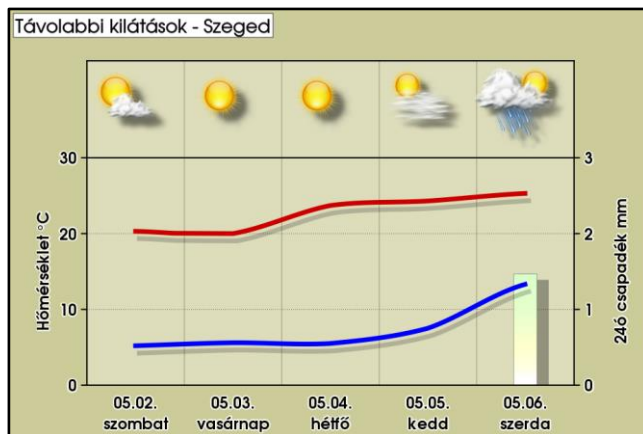 Távolabbi kilátások - Szeged
30
20
10
0
Hőmérséklet °C
3
2
1
0
24ó csapadék mm
05.02. 05.03. 05.04. 05.05. 05.06.
szombat vasárnap hétfő kedd szerda